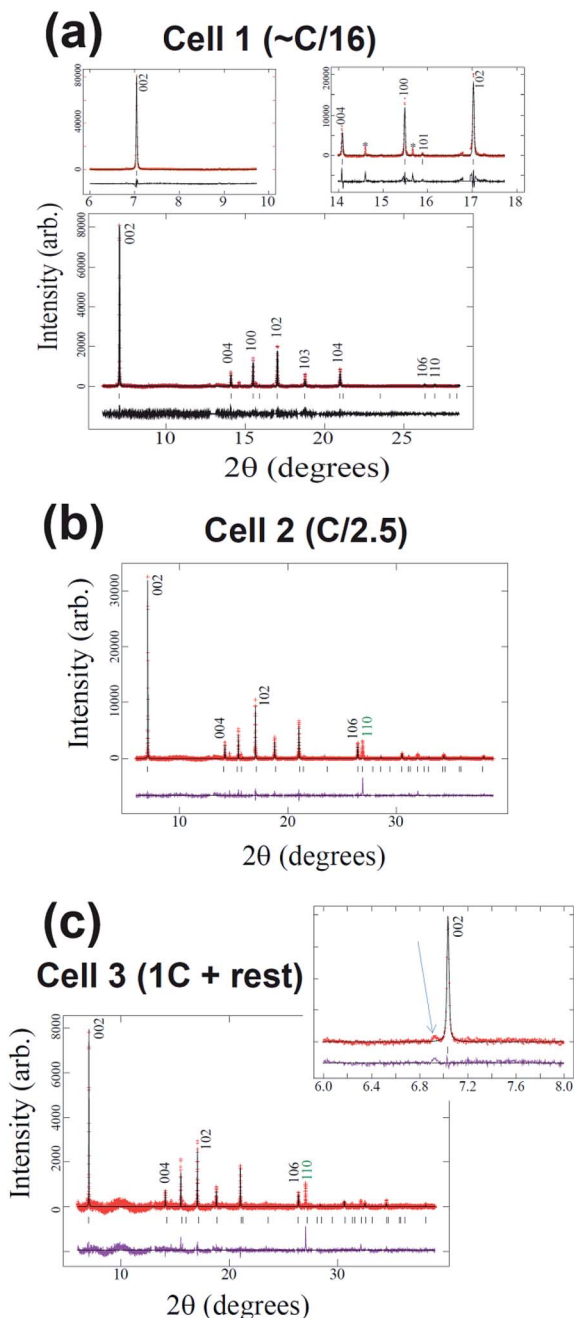 (a) Cell 1 (~C/16)
002
80000
40000
0
6 7 8 9 10
20000
10000
0
004
*
100
*
101
102
14 15 16 17 18
Intensity (arb.)
80000
60000
40000
20000
0
002
004
100
102
103
104
106
110
10 15 20 25
2θ (degrees)
(b) Cell 2 (C/2.5)
Intensity (arb.)
30000
20000
10000
0
002
004
102
106
110
10 20 30
2θ (degrees)
(c)
Cell 3 (1C + rest)
002
6.0 6.4 6.8 7.2 7.6 8.0
Intensity (arb.)
8000
6000
4000
2000
0
002
004
102
106
110
10 20 30
2θ (degrees)